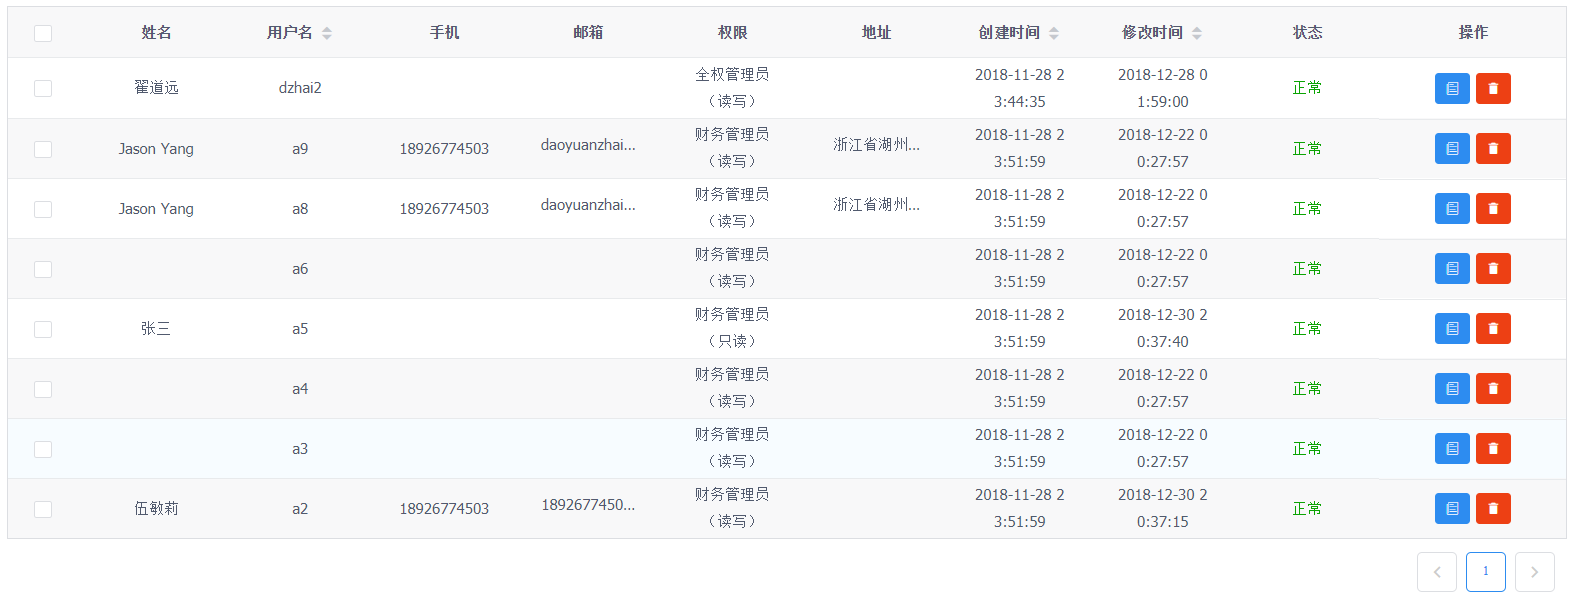 姓名 用户名 手机 邮箱 权限 地址 创建时间 修改时间 状态 操作
翟道远 dzhai2 全权管理员 2018-11-28 2 2018-12-28 0 正常
（读写） 3:44:35 1:59:00
Jason Yang a9 18926774503 daoyuanzhai... 财务管理员 浙江省湖州... 2018-11-28 2 2018-12-22 0 正常
（读写） 3:51:59 0:27:57
Jason Yang a8 18926774503 daoyuanzhai... 财务管理员 浙江省湖州... 2018-11-28 2 2018-12-22 0 正常
（读写） 3:51:59 0:27:57
a6 财务管理员 2018-11-28 2 2018-12-22 0 正常
（读写） 3:51:59 0:27:57
张三 a5 财务管理员 2018-11-28 2 2018-12-30 2 正常
（只读） 3:51:59 0:37:40
a4 财务管理员 2018-11-28 2 2018-12-22 0 正常
（读写） 3:51:59 0:27:57
a3 财务管理员 2018-11-28 2 2018-12-22 0 正常
（读写） 3:51:59 0:27:57
伍敏莉 a2 18926774503 1892677450... 财务管理员 2018-11-28 2 2018-12-30 2 正常
（读写） 3:51:59 0:37:15
1